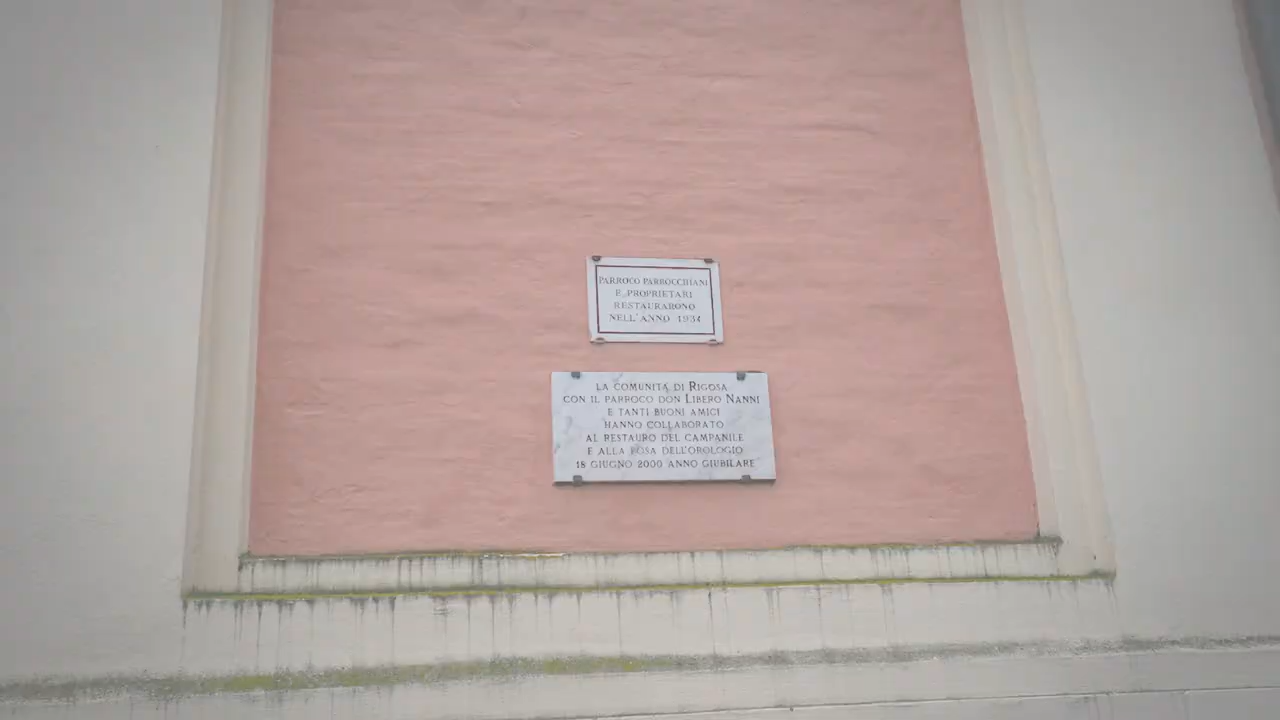 PARROCO PARROCCHIANI
E PROPRIETARI
RESTAURARONO
NELL'ANNO 1934
LA COMUNITÀ DI RIGOSA
CON IL PARROCO DON LIBERO NANNI
E TANTI BUONI AMICI
HANNO COLLABORATO
AL RESTAURO DEL CAMPANILE
E ALLA POSA DELL'OROLOGIO
18 GIUGNO 2000 ANNO GIUBILARE